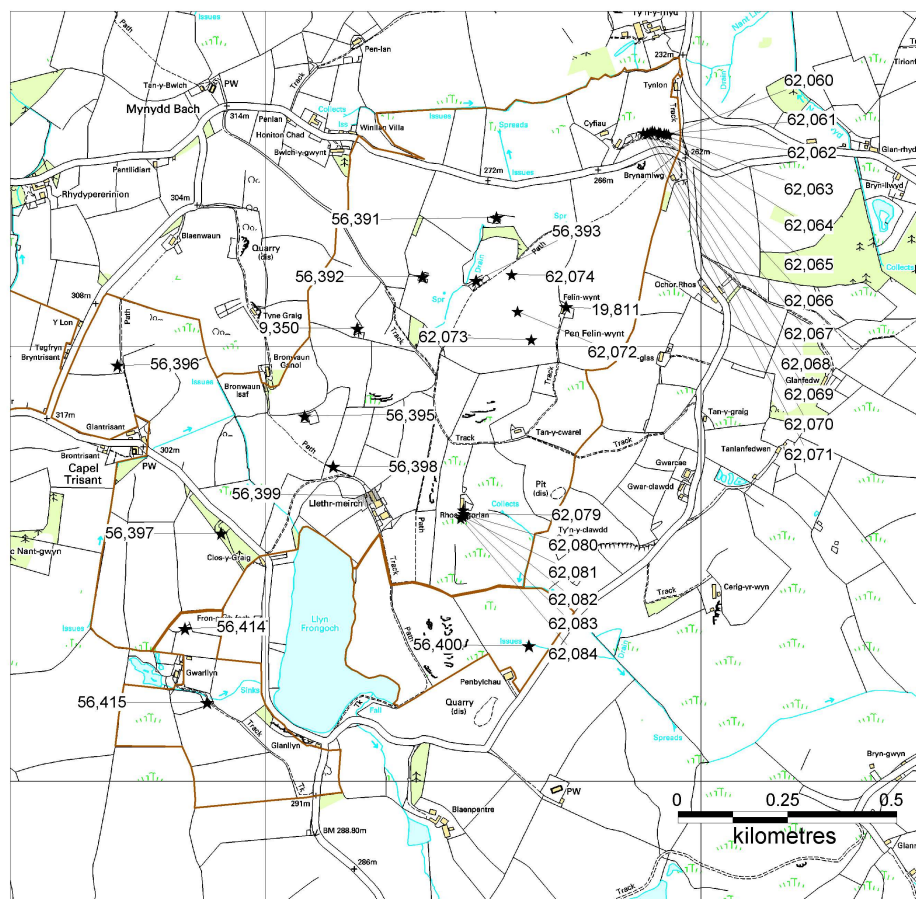 Issues
Path
Ty'n-y-rhyd
Pen-lan
232m
Tan-y-Bwlch
PW
Track
Drain
Mynydd Bach
314m
Penlan
Collects
Iss
Winllan Villa
Honiton Chad
Bwlch-y-gwynt
Issues
Spreads
Tynlon
Track
62,060
62,061
Cyfiau
262m
62,062
Glan-rhyd
Pantllidiart
272m
266m
Brynamlwg
Bryn-llwyd
62,063
Rhydypererinion
304m
56,391
Spr
56,393
Path
62,064
Blaenwaun
Quarry
(dis)
Drain
62,065
Collects
56,392
62,074
Spr
Felin-wynt
Ochor Rhos
62,066
308m
Y Lon
Tyne Graig
19,811
9,350
62,073
Pen Felin-wynt
62,067
Tugfryn
Bryntrisant
Path
Track
62,072
-glas
62,068
56,396
Bronwaun
Ganol
Glanfedw
Issues
Bronwaun
Isaf
62,069
317m
56,395
Tan-y-graig
62,070
Glantrisant
Tan-y-cwarel
Track
Track
Brontrisant
302m
Path
Tanlanfedwen
62,071
Capel
Trisant
PW
56,398
Gwarcae
56,399
Pit
(dis)
Gwar-clawdd
Llethr-meirch
Collects
62,079
56,397
Path
Ty'n-y-clawdd
62,080
Nant-gwyn
Clos-y-Graig
Track
62,081
Track
Cerig-yr-wyn
62,082
Llyn
Frongoch
62,083
Issues
56,414
Path
56,400
Issues
62,084
Drain
Gwarllyn
Penbylchau
Sinks
56,415
Tk
Fall
Quarry
(dis)
Spreads
Glanllyn
Bryn-gwyn
Tk
291m
PW
0
0.25
0.5
Blaenpentre
BM 288.80m
kilometres
286m
Track